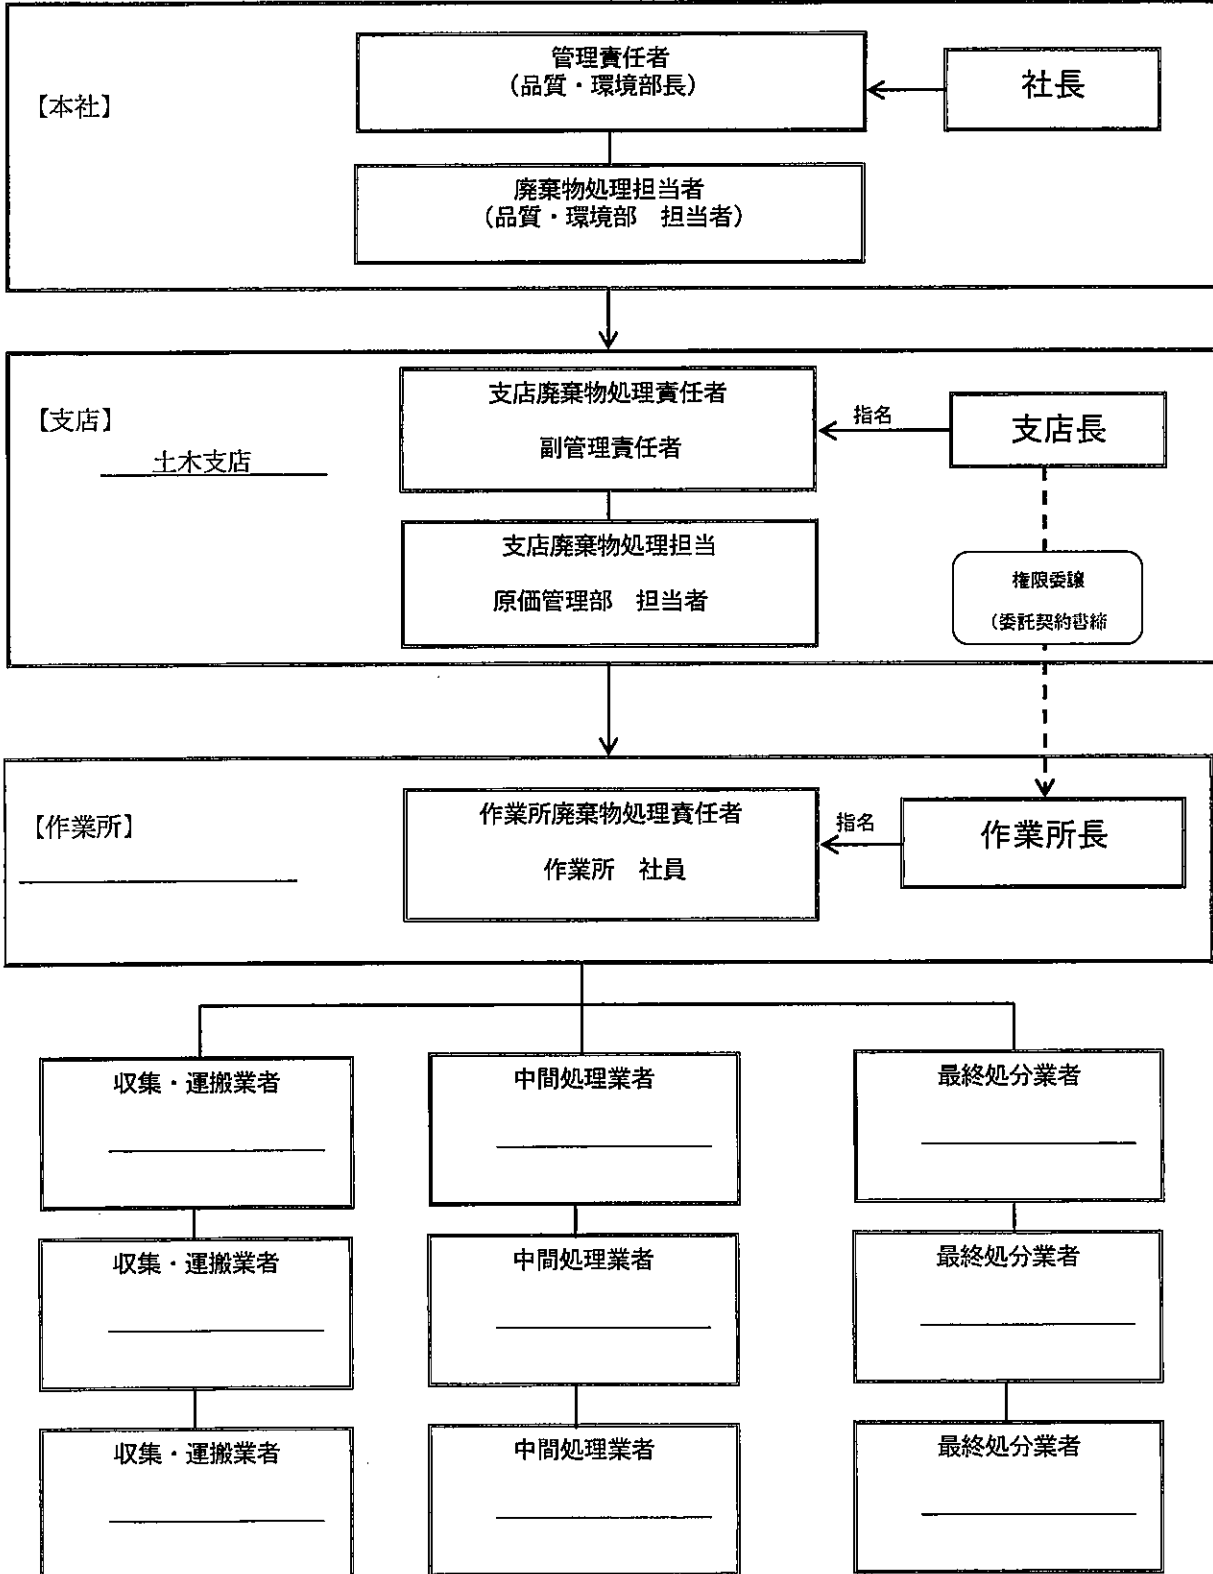 【本社】
管理責任者
(品質・環境部長)
社長
廃棄物処理担当者
(品質・環境部　担当者)
【支店】
土木支店
支店廃棄物処理責任者
副管理責任者
指名
支店長
支店廃棄物処理担当
原価管理部　担当者
権限委譲
(委託契約書締
【作業所】
作業所廃棄物処理責任者
作業所　社員
指名
作業所長
収集・運搬業者
中間処理業者
最終処分業者
収集・運搬業者
中間処理業者
最終処分業者
収集・運搬業者
中間処理業者
最終処分業者